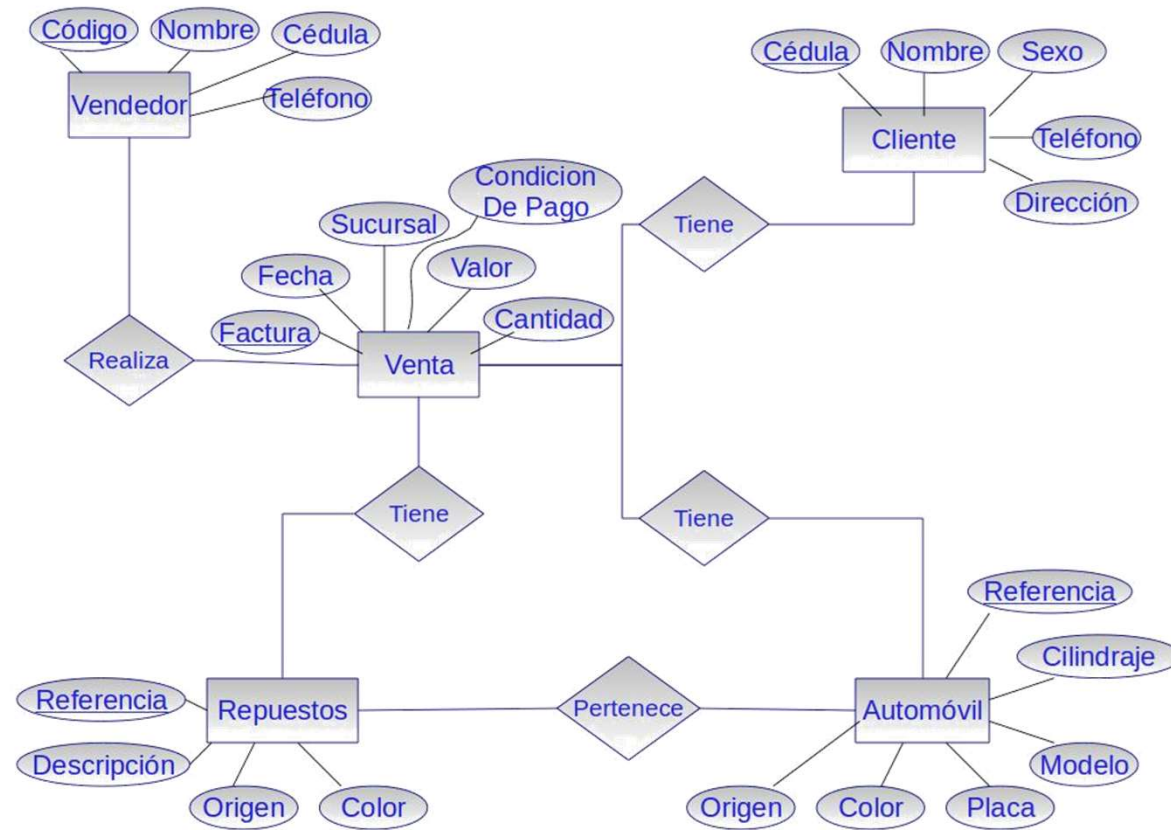 Código
Nombre
Cédula
Teléfono
Vendedor
Cédula
Nombre
Sexo
Teléfono
Dirección
Cliente
Condicion
De Pago
Sucursal
Valor
Fecha
Cantidad
Factura
Venta
Tiene
Realiza
Tiene
Tiene
Referencia
Cilindraje
Referencia
Repuestos
Pertenece
Automóvil
Descripción
Modelo
Origen
Color
Origen
Color
Placa